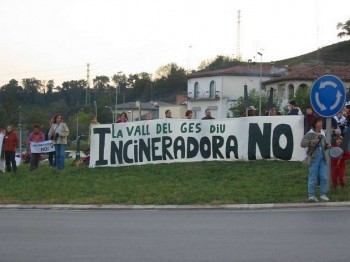 LA VALL DEL GES DIU
INCINERADORA NO